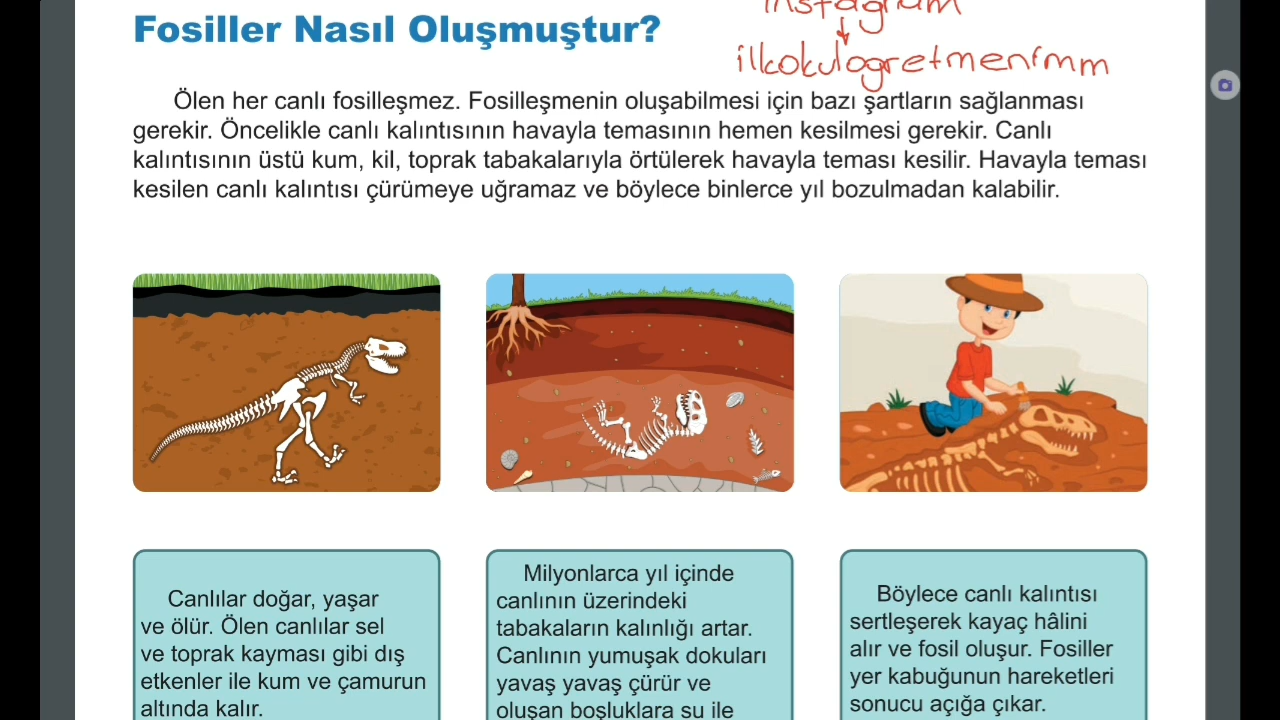 Fosiller Nasıl Oluşmuştur?
instagram
ilkokulogretmenimm
Ölen her canlı fosilleşmez. Fosilleşmenin oluşabilmesi için bazı şartların sağlanması
gerekir. Öncelikle canlı kalıntısının havayla temasının hemen kesilmesi gerekir. Canlı
kalıntısının üstü kum, kil, toprak tabakalarıyla örtülerek havayla teması kesilir. Havayla teması
kesilen canlı kalıntısı çürümeye uğramaz ve böylece binlerce yıl bozulmadan kalabilir.
Canlılar doğar, yaşar
ve ölür. Ölen canlılar sel
ve toprak kayması gibi dış
etkenler ile kum ve çamurun
altında kalır.
Milyonlarca yıl içinde
canlının üzerindeki
tabakaların kalınlığı artar.
Canlının yumuşak dokuları
yavaş yavaş çürür ve
oluşan boşluklara su ile
Böylece canlı kalıntısı
sertleşerek kayaç hâlini
alır ve fosil oluşur. Fosiller
yer kabuğunun hareketleri
sonucu açığa çıkar.